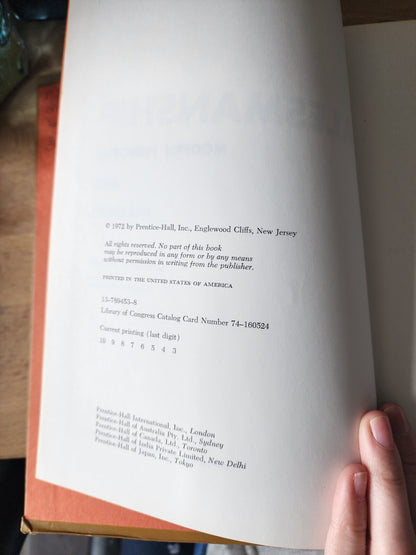 © 1972 by Prentice-Hall, Inc., Englewood Cliffs, New Jersey
All rights reserved. No part of this book
may be reproduced in any form or by any means
without permission in writing from the publisher.
PRINTED IN THE UNITED STATES OF AMERICA
13-789453-8
Library of Congress Catalog Card Number 74-160524
Current printing (last digit)
10 9 8 7 6 5 4 3
Prentice-Hall International, Inc., London
Prentice-Hall of Australia Pty. Ltd., Sydney
Prentice-Hall of Canada, Ltd., Toronto
Prentice-Hall of India Private Limited, New Delhi
Prentice-Hall of Japan, Inc., Tokyo